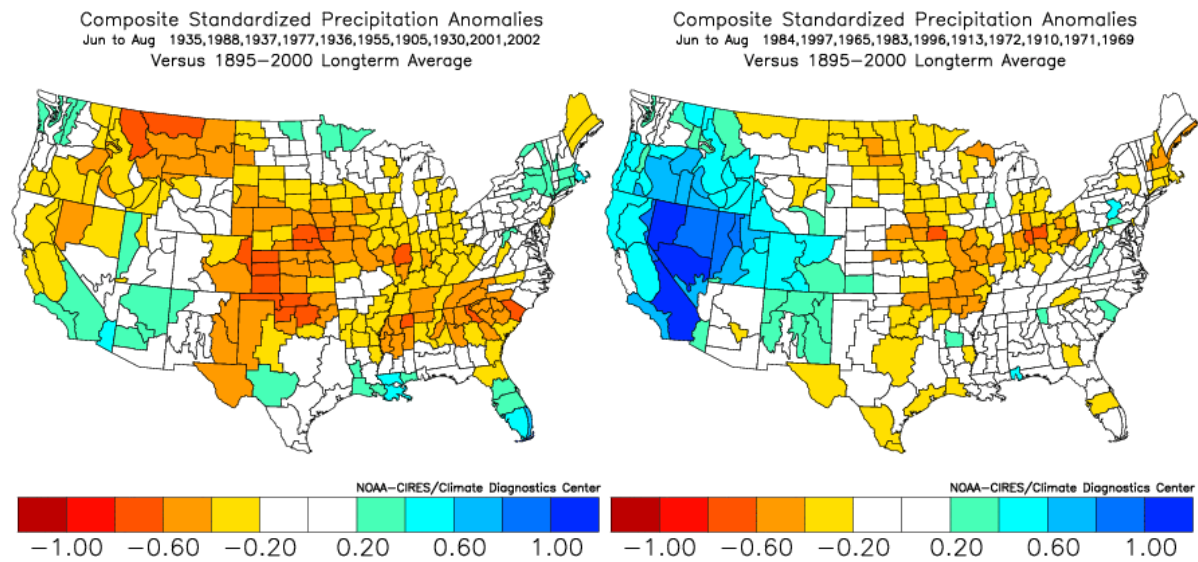 Composite Standardized Precipitation Anomalies
Jun to Aug 1935,1988,1937,1977,1936,1955,1905,1930,2001,2002
Versus 1895-2000 Longterm Average
NOAA-CIRES/Climate Diagnostics Center
-1.00 -0.60 -0.20 0.20 0.60 1.00
Composite Standardized Precipitation Anomalies
Jun to Aug 1984,1997,1965,1983,1996,1913,1972,1910,1971,1969
Versus 1895-2000 Longterm Average
NOAA-CIRES/Climate Diagnostics Center
-1.00 -0.60 -0.20 0.20 0.60 1.00